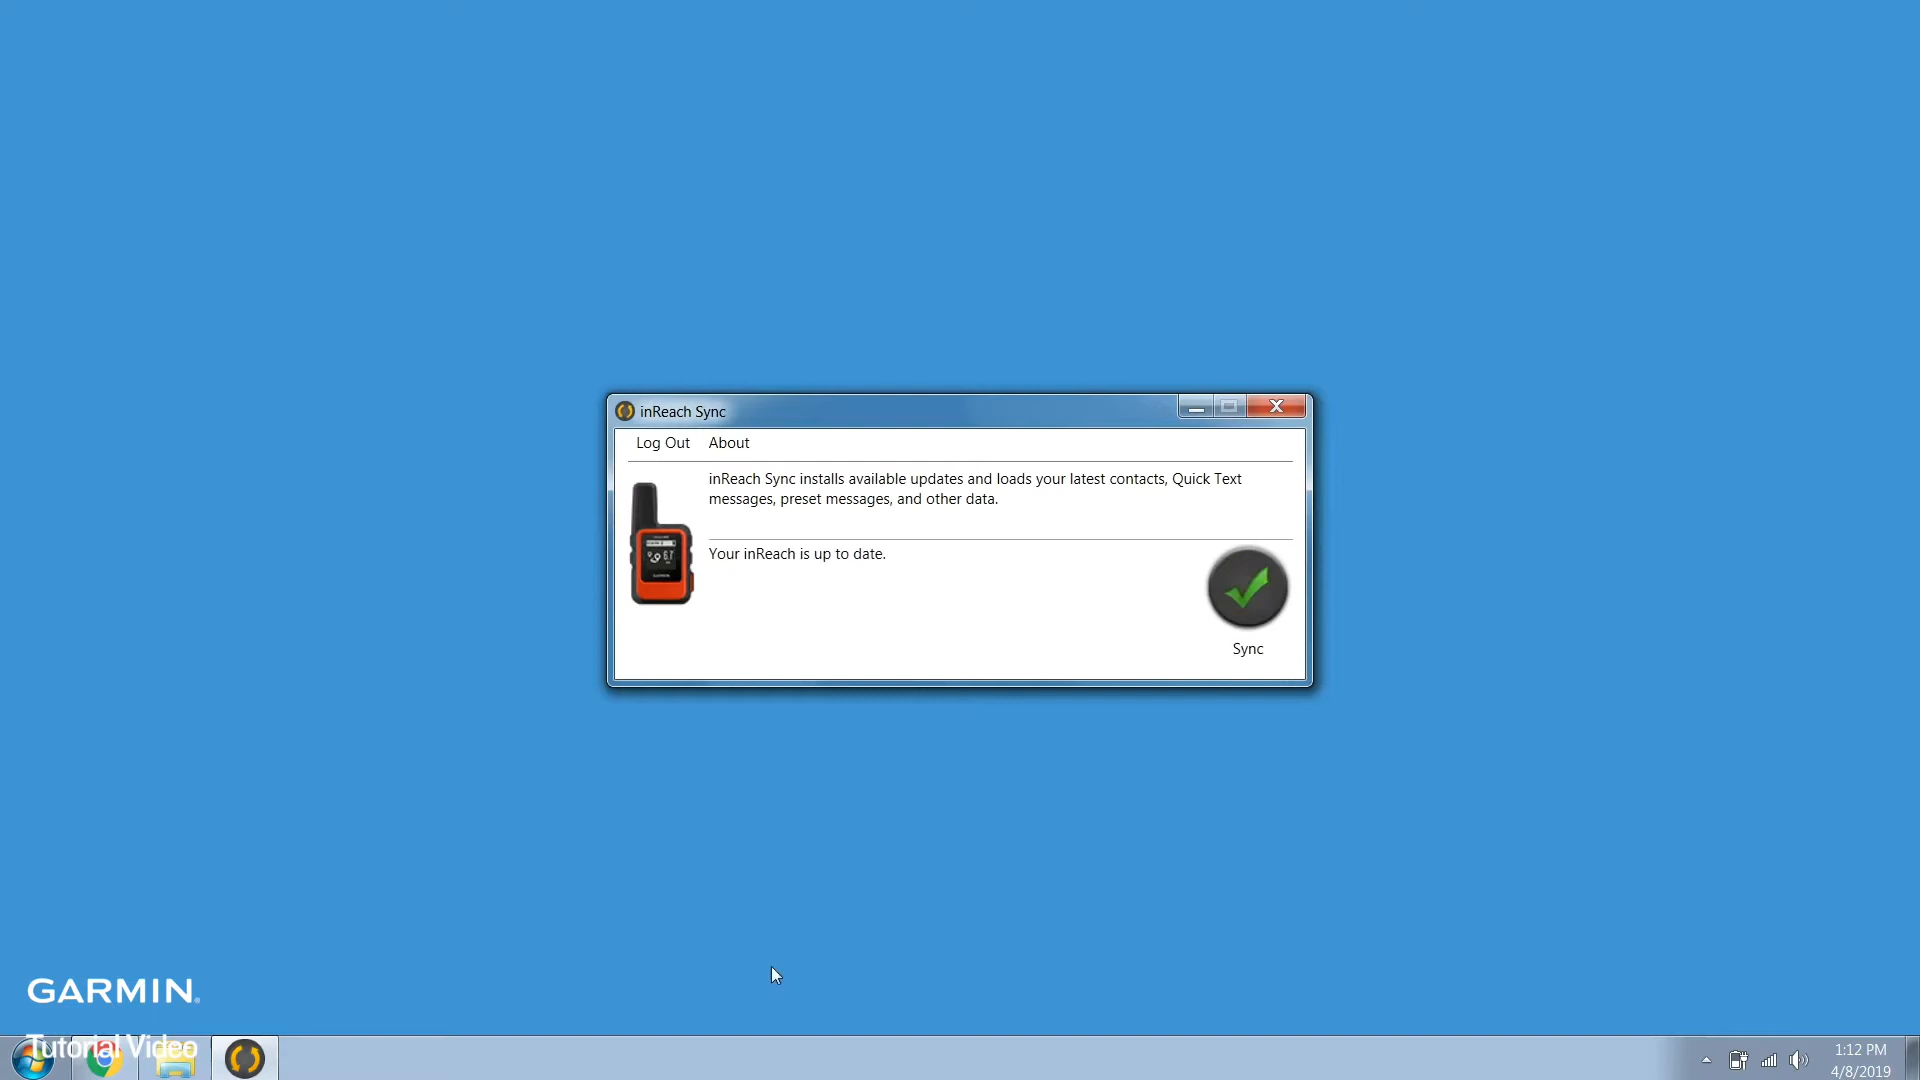 inReach Sync
Log Out About
inReach Sync installs available updates and loads your latest contacts, Quick Text
messages, preset messages, and other data.
Your inReach is up to date.
Sync
GARMIN
Tutorial Video
1:12 PM
4/8/2019